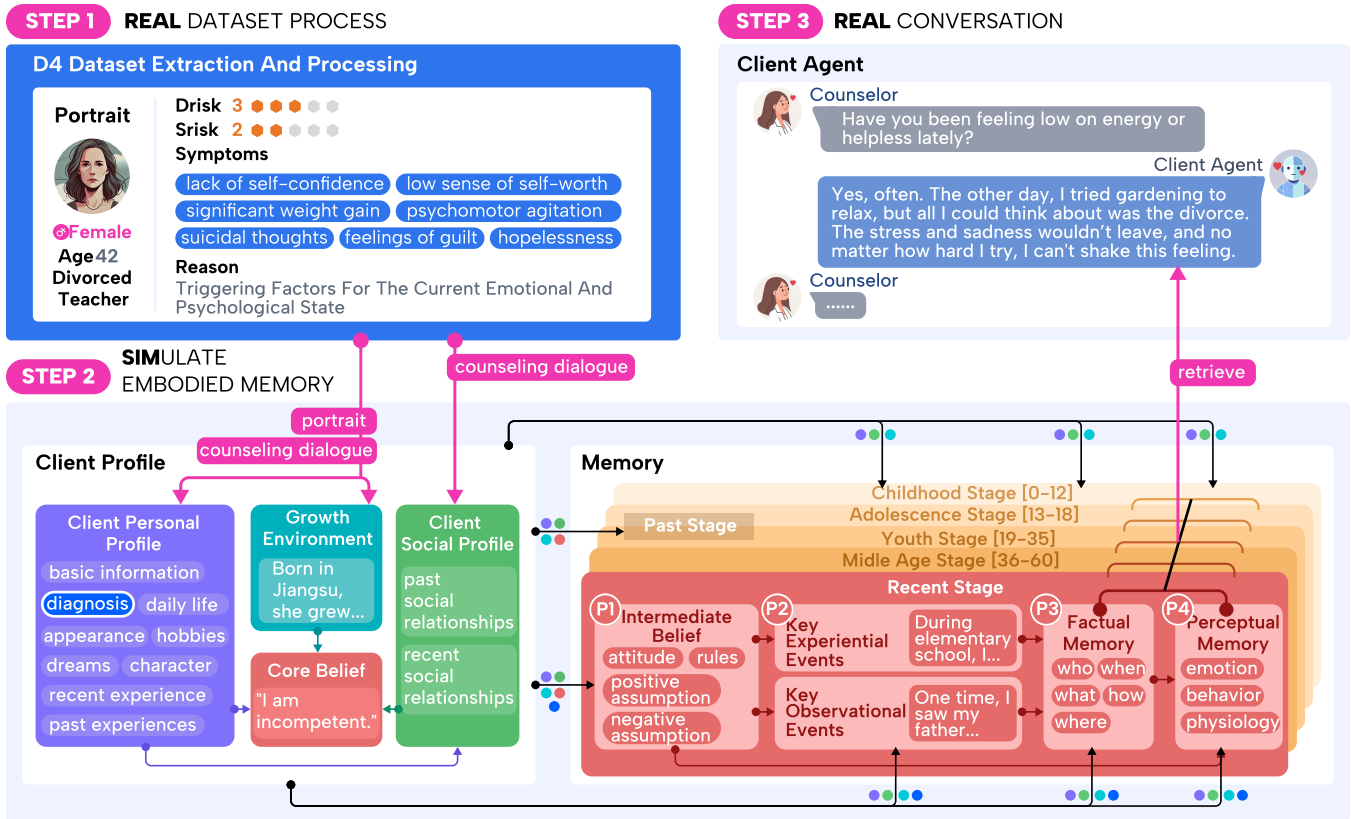 STEP 1
REAL DATASET PROCESS
D4 Dataset Extraction And Processing
Portrait
Female
Age 42
Divorced
Teacher
Drisk 3
Srisk 2
Symptoms
lack of self-confidence
low sense of self-worth
significant weight gain
psychomotor agitation
suicidal thoughts
feelings of guilt
hopelessness
Reason
Triggering Factors For The Current Emotional And
Psychological State
STEP 3
REAL CONVERSATION
Client Agent
Counselor
Have you been feeling low on energy or
helpless lately?
Client Agent
Yes, often. The other day, I tried gardening to
relax, but all I could think about was the divorce.
The stress and sadness wouldn't leave, and no
matter how hard I try, I can't shake this feeling.
Counselor
......
STEP 2
SIMULATE
EMBODIED MEMORY
portrait
counseling dialogue
counseling dialogue
retrieve
Client Profile
Client Personal
Profile
basic information
diagnosis
daily life
appearance
hobbies
dreams
character
recent experience
past experiences
Growth
Environment
Born in
Jiangsu,
she grew...
Core Belief
"I am
incompetent."
Client
Social Profile
past
social
relationships
recent
social
relationships
Memory
Childhood Stage [0-12]
Adolescence Stage [13-18]
Youth Stage [19-35]
Midle Age Stage [36-60]
Past Stage
Recent Stage
P1
Intermediate
Belief
attitude
rules
positive
assumption
negative
assumption
P2
Key
Experiential
Events
During
elementary
school, I...
Key
Observational
Events
One time, I
saw my
father...
P3
Factual
Memory
who
when
what
how
where
P4
Perceptual
Memory
emotion
behavior
physiology